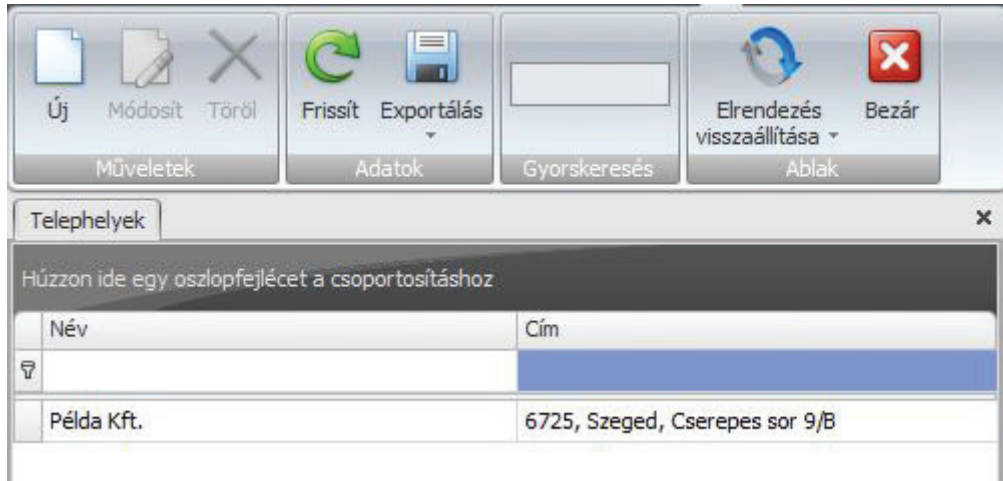 Új Módosít Töröl
Műveletek
Frissít Exportálás
Adatok
Gyorskeresés
Elrendezés
visszaállítása
Bezár
Ablak
Telephelyek
Húzzon ide egy oszlopfejlécet a csoportosításhoz
Név Cím
Példa Kft. 6725, Szeged, Cserepes sor 9/B